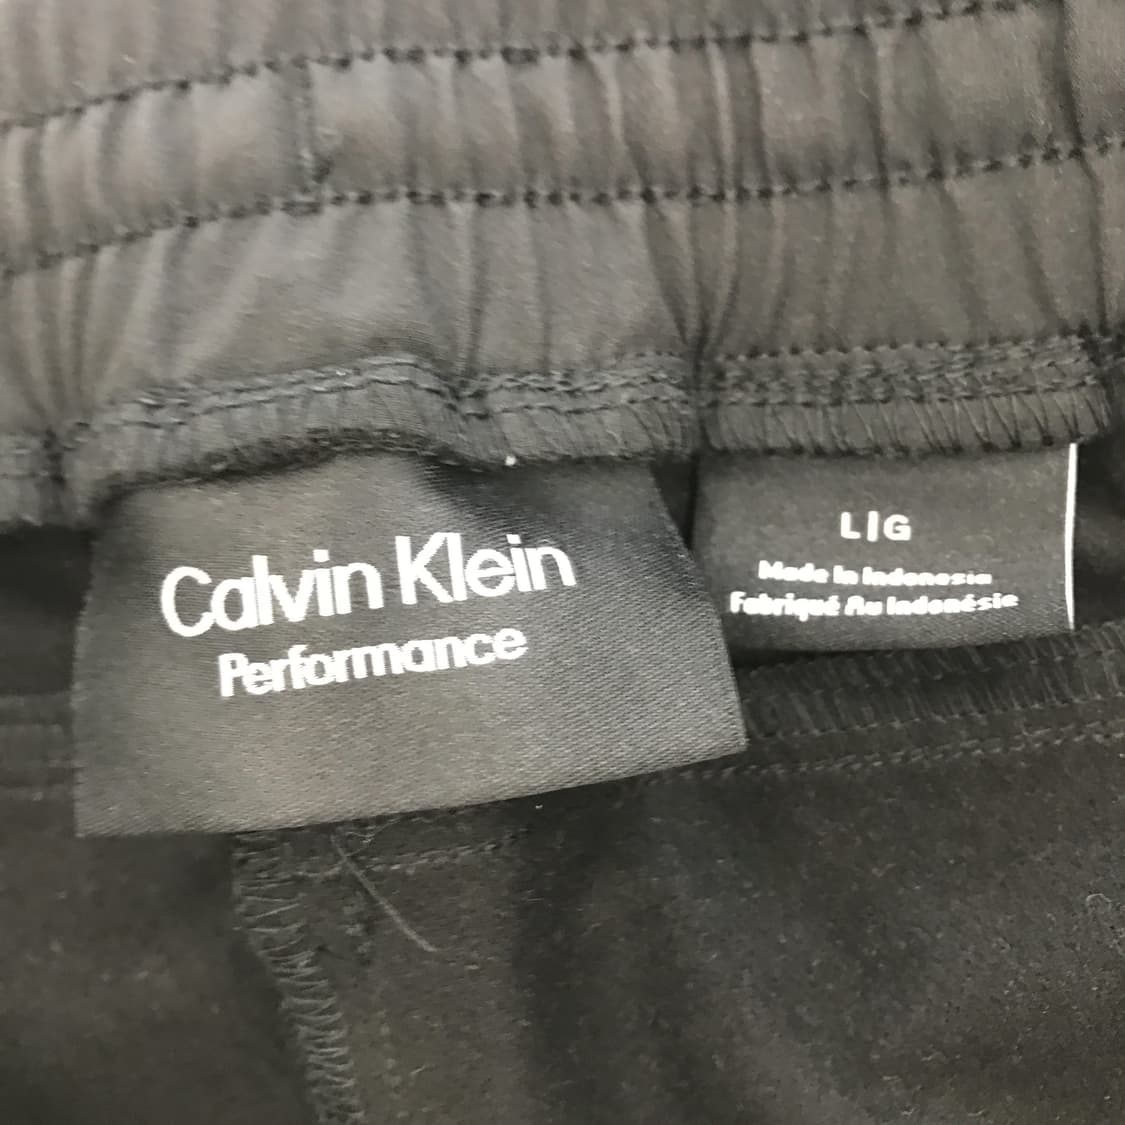 Calvin Klein
Performance
L|G
Made In Indonesia
Fabriqué Au Indonésie